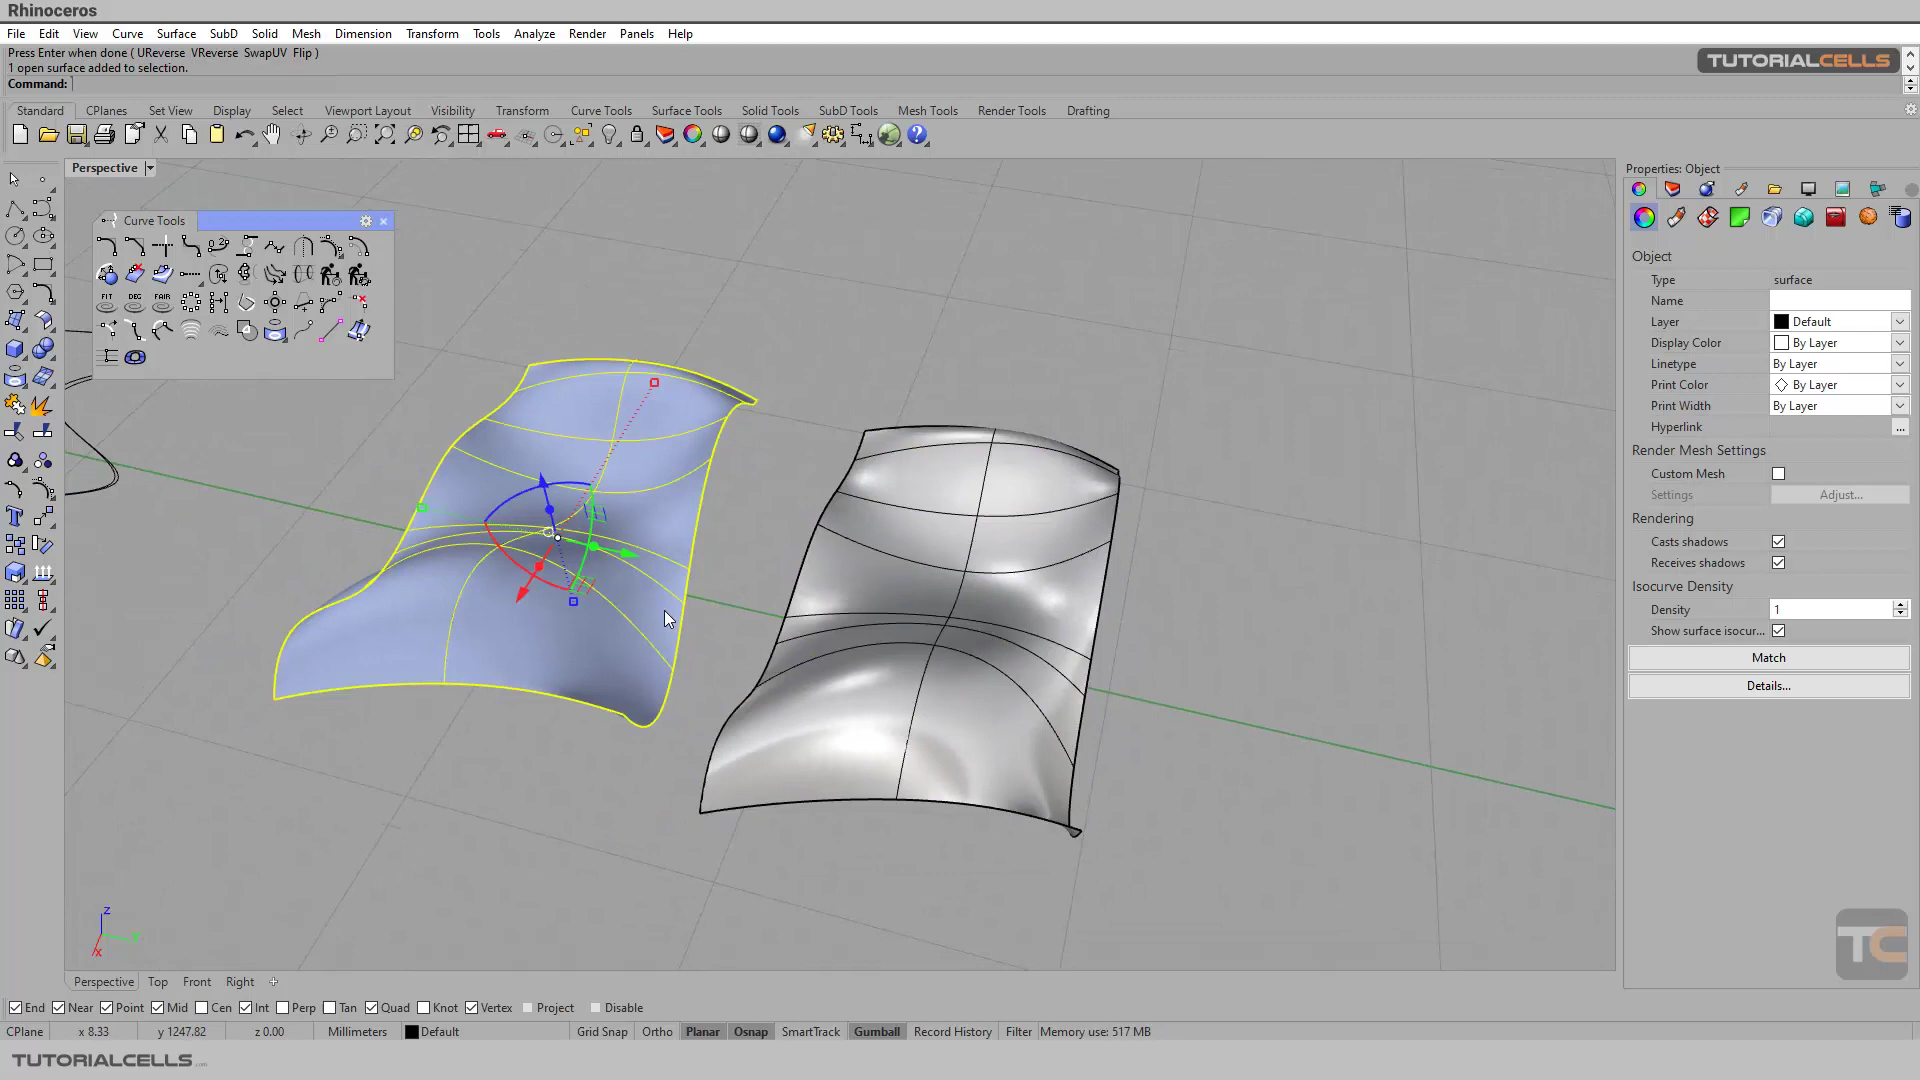 Rhinoceros
File Edit View Curve Surface SubD Solid Mesh Dimension Transform Tools Analyze Render Panels Help
Press Enter when done ( UReverse VReverse SwapUV Flip )
1 open surface added to selection.
TUTORIALCELLS
Command:
Standard CPlanes Set View Display Select Viewport Layout Visibility Transform Curve Tools Surface Tools Solid Tools SubD Tools Mesh Tools Render Tools Drafting
Perspective
Properties: Object
Curve Tools
FIT DEG FAIR
Object
Type surface
Name
Layer Default
Display Color By Layer
Linetype By Layer
Print Color By Layer
Print Width By Layer
Hyperlink ...
Render Mesh Settings
Custom Mesh
Settings Adjust...
Rendering
Casts shadows
Receives shadows
Isocurve Density
Density 1
Show surface isocur...
Match
Details...
z
y
x
TC
Perspective Top Front Right
End Near Point Mid Cen Int Perp Tan Quad Knot Vertex Project Disable
CPlane x 8.33 y 1247.82 z 0.00 Millimeters Default Grid Snap Ortho Planar Osnap SmartTrack Gumball Record History Filter Memory use: 517 MB
TUTORIALCELLS